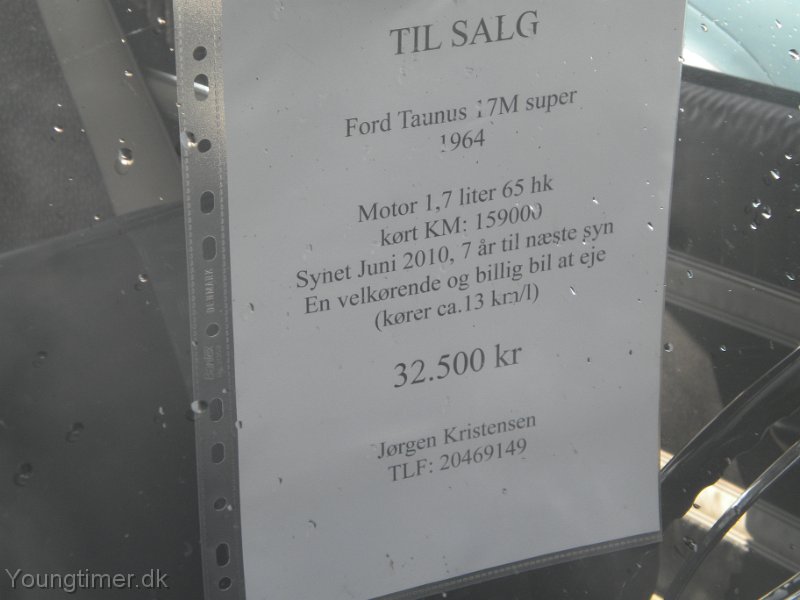 TIL SALG
Ford Taunus 17M super
1964
Motor 1,7 liter 65 hk
kørt KM: 159000
Synet Juni 2010, 7 år til næste syn
En velkørende og billig bil at eje
(kører ca.13 km/l)
32.500 kr
Jørgen Kristensen
TLF: 20469149
DENMARK
Youngtimer.dk